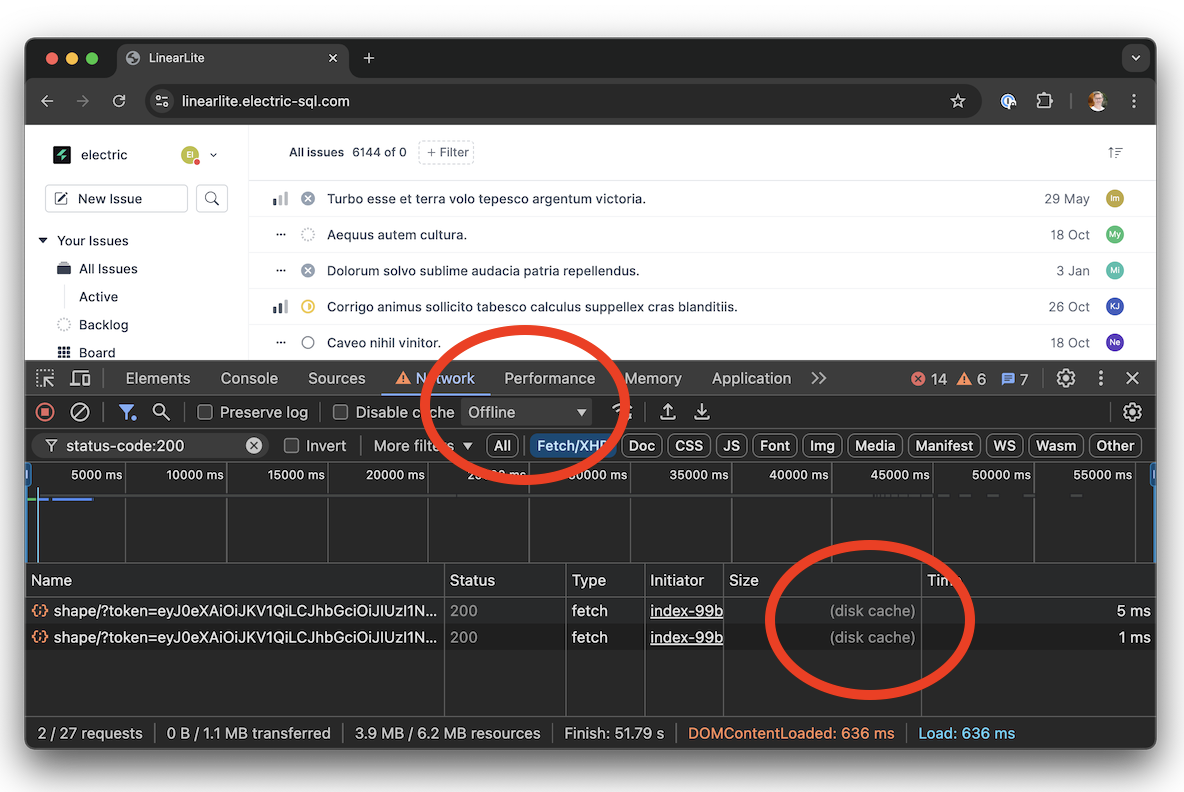 LinearLite
linearlite.electric-sql.com
electric
EI
All issues 6144 of 0 + Filter
New Issue
Turbo esse et terra volo tepesco argentum victoria. 29 May Im
Aequus autem cultura. 18 Oct My
Your Issues
All Issues
Dolorum solvo sublime audacia patria repellendus. 3 Jan Mi
Active
Corrigo animus sollicito tabesco calculus suppellex cras blanditiis. 26 Oct KJ
Backlog
Caveo nihil vinitor. 18 Oct Ne
Board
Elements Console Sources Network Performance Memory Application 14 6 7
Preserve log Disable cache Offline
status-code:200 Invert More filters All Fetch/XHR Doc CSS JS Font Img Media Manifest WS Wasm Other
5000 ms 10000 ms 15000 ms 20000 ms 25000 ms 30000 ms 35000 ms 40000 ms 45000 ms 50000 ms 55000 ms
Name Status Type Initiator Size Time
shape/?token=eyJ0eXAiOiJKV1QiLCJhbGciOiJIUzI1N... 200 fetch index-99b (disk cache) 5 ms
shape/?token=eyJ0eXAiOiJKV1QiLCJhbGciOiJIUzI1N... 200 fetch index-99b (disk cache) 1 ms
2 / 27 requests 0 B / 1.1 MB transferred 3.9 MB / 6.2 MB resources Finish: 51.79 s DOMContentLoaded: 636 ms Load: 636 ms